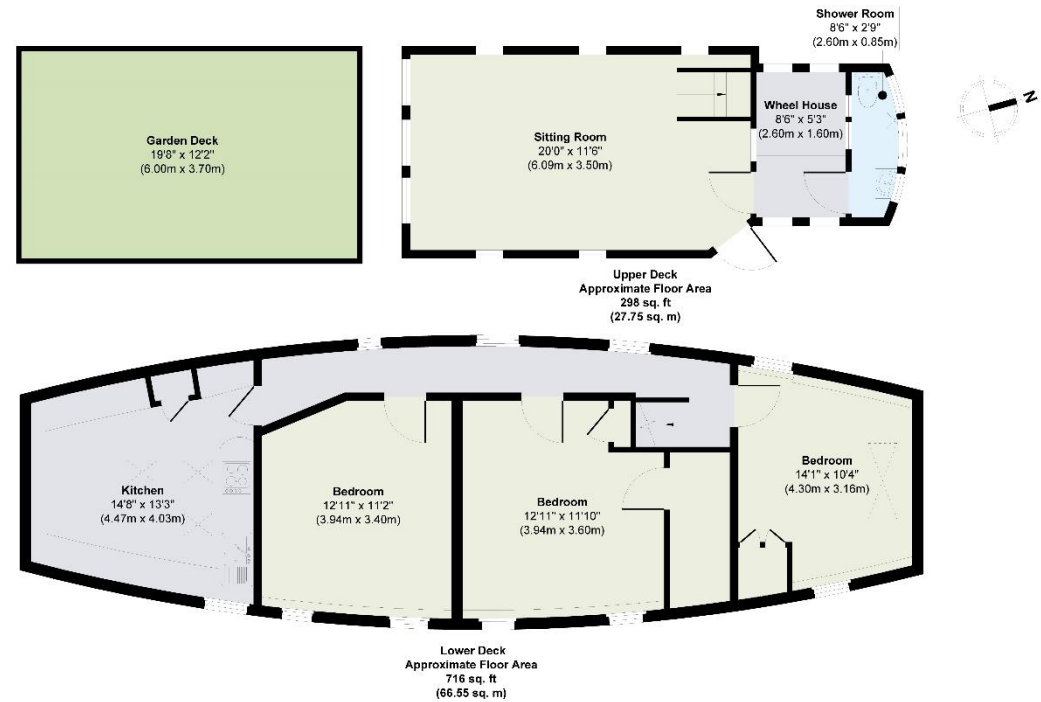 Shower Room
8'6" x 2'9"
(2.60m x 0.85m)
Garden Deck
19'8" x 12'2"
(6.00m x 3.70m)
Sitting Room
20'0" x 11'6"
(6.09m x 3.50m)
Wheel House
8'6" x 5'3"
(2.60m x 1.60m)
N
Upper Deck
Approximate Floor Area
298 sq. ft
(27.75 sq. m)
Kitchen
14'8" x 13'3"
(4.47m x 4.03m)
Bedroom
12'11" x 11'2"
(3.94m x 3.40m)
Bedroom
12'11" x 11'10"
(3.94m x 3.60m)
Bedroom
14'1" x 10'4"
(4.30m x 3.16m)
Lower Deck
Approximate Floor Area
716 sq. ft
(66.55 sq. m)